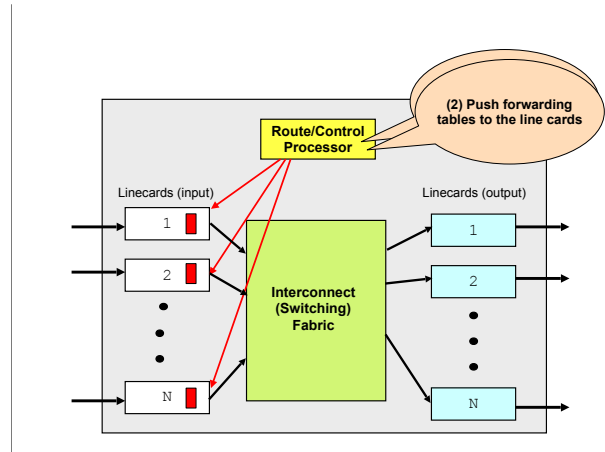 (2) Push forwarding
tables to the line cards
Route/Control
Processor
Linecards (input)
Linecards (output)
1
1
2
2
Interconnect
(Switching)
Fabric
N
N